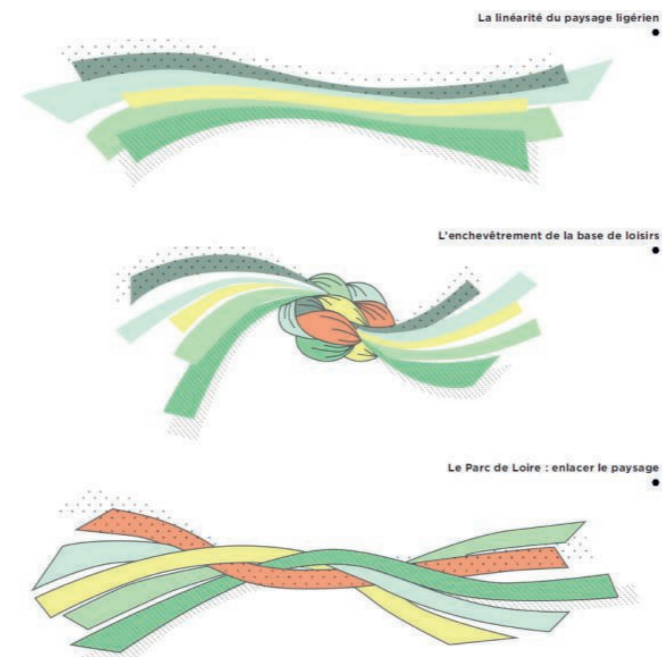 La linéarité du paysage ligérien
L'enchevêtrement de la base de loisirs
Le Parc de Loire : enlacer le paysage